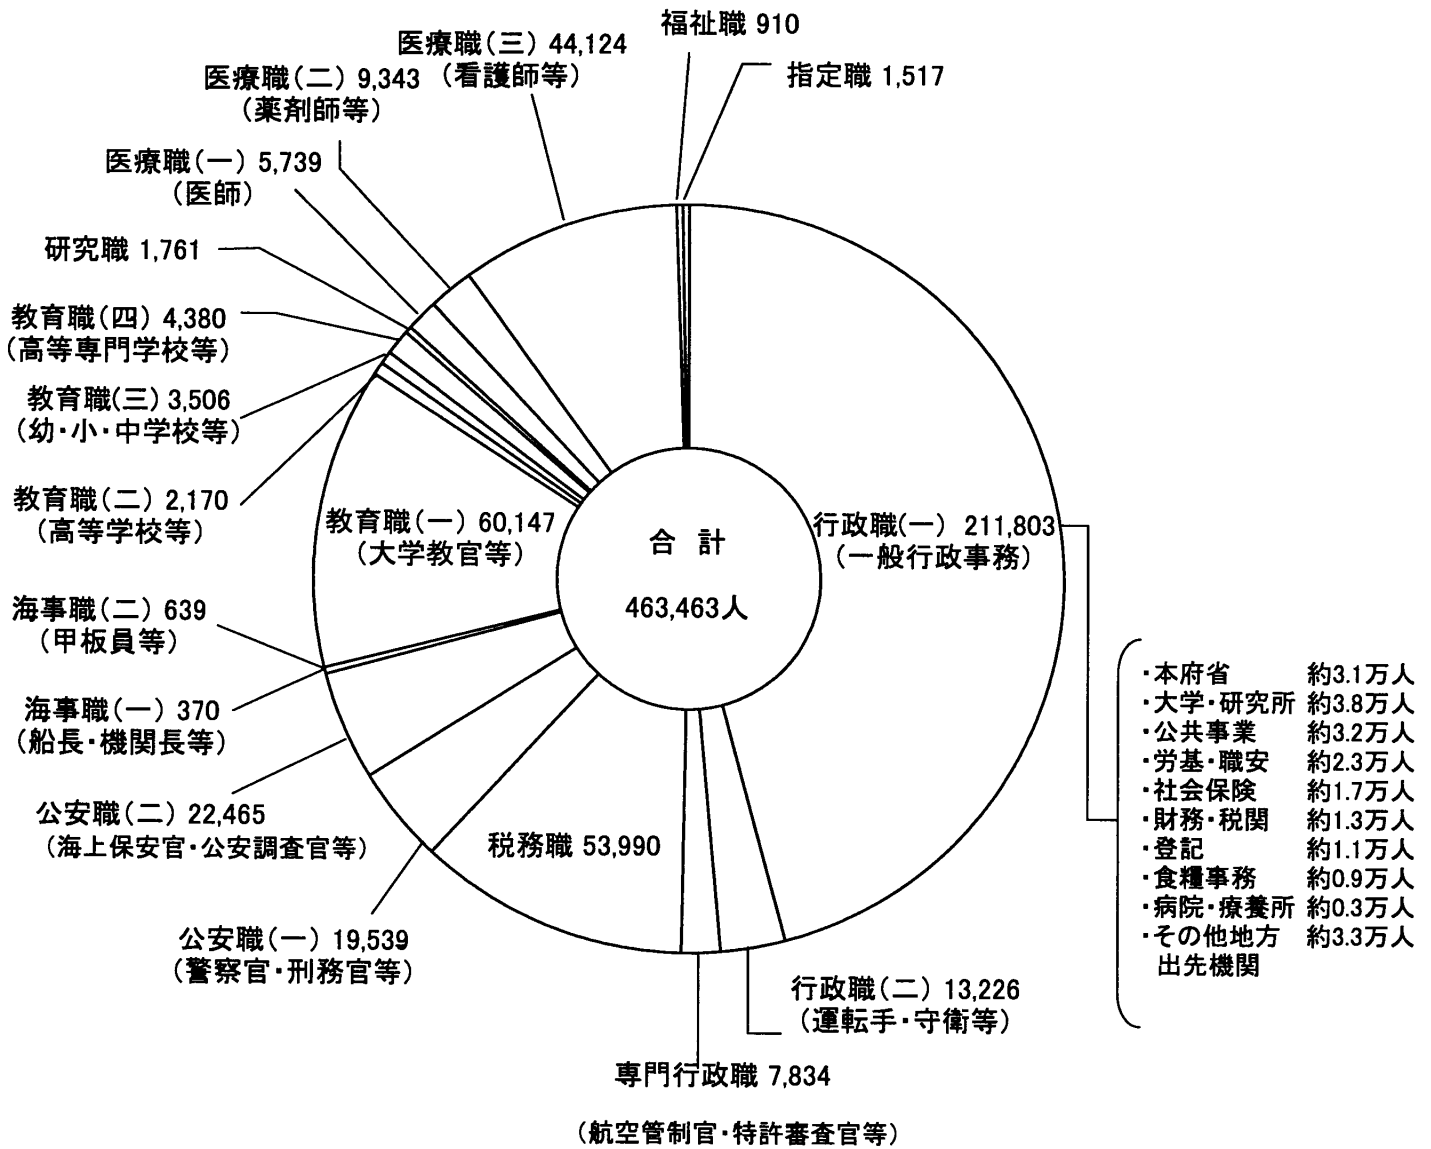 福祉職 910
指定職 1,517
医療職(三) 44,124
(看護師等)
医療職(二) 9,343
(薬剤師等)
医療職(一) 5,739
(医師)
研究職 1,761
教育職(四) 4,380
(高等専門学校等)
教育職(三) 3,506
(幼・小・中学校等)
教育職(二) 2,170
(高等学校等)
教育職(一) 60,147
(大学教官等)
合 計
463,463人
行政職(一) 211,803
(一般行政事務)
海事職(二) 639
(甲板員等)
海事職(一) 370
(船長・機関長等)
公安職(二) 22,465
(海上保安官・公安調査官等)
税務職 53,990
公安職(一) 19,539
(警察官・刑務官等)
行政職(二) 13,226
(運転手・守衛等)
専門行政職 7,834
(航空管制官・特許審査官等)
・本府省 約3.1万人
・大学・研究所 約3.8万人
・公共事業 約3.2万人
・労基・職安 約2.3万人
・社会保険 約1.7万人
・財務・税関 約1.3万人
・登記 約1.1万人
・食糧事務 約0.9万人
・病院・療養所 約0.3万人
・その他地方 約3.3万人
出先機関